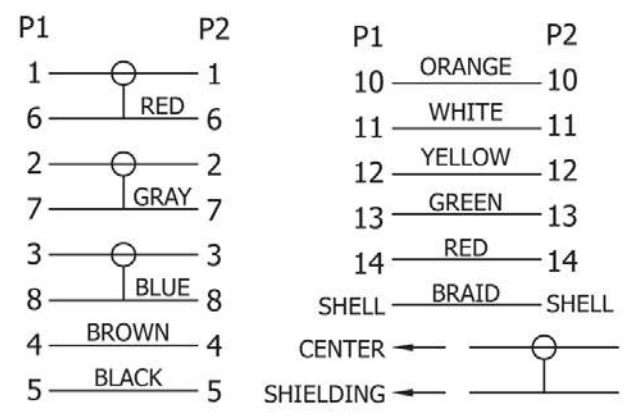 P1 P2
1 1
RED
6 6
2 2
GRAY
7 7
3 3
BLUE
8 8
BROWN
4 4
BLACK
5 5
P1 P2
ORANGE
10 10
WHITE
11 11
YELLOW
12 12
GREEN
13 13
RED
14 14
BRAID
SHELL SHELL
CENTER
SHIELDING